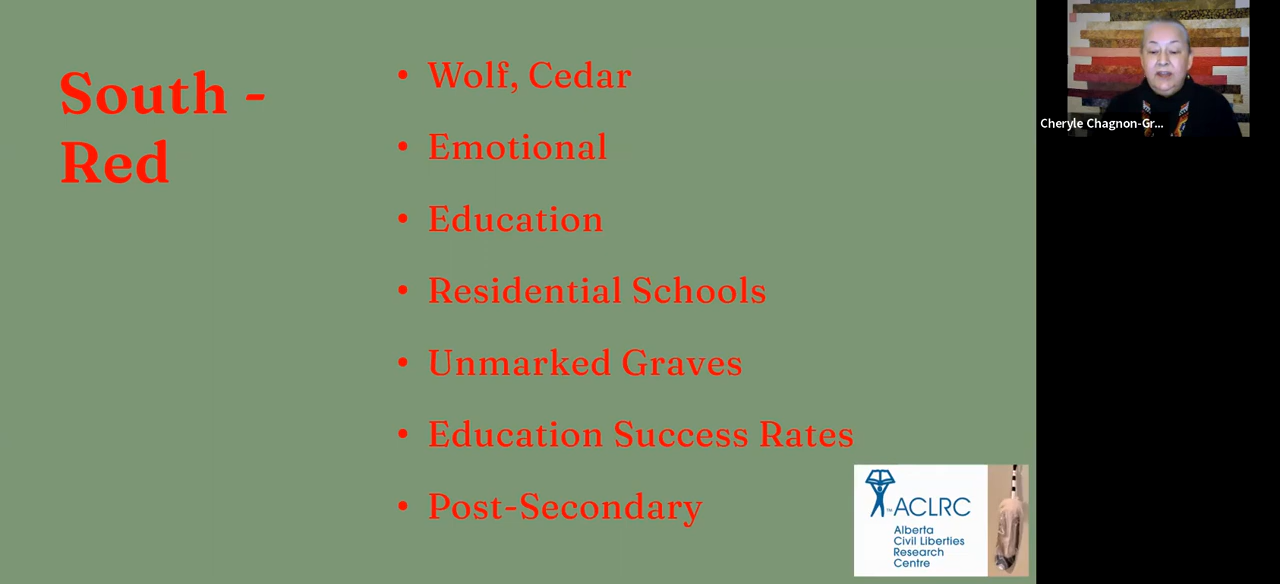 South -
Red
• Wolf, Cedar
• Emotional
• Education
• Residential Schools
• Unmarked Graves
• Education Success Rates
• Post-Secondary
™ ACLRC
Alberta
Civil Liberties
Research
Centre
Cheryle Chagnon-Gr...